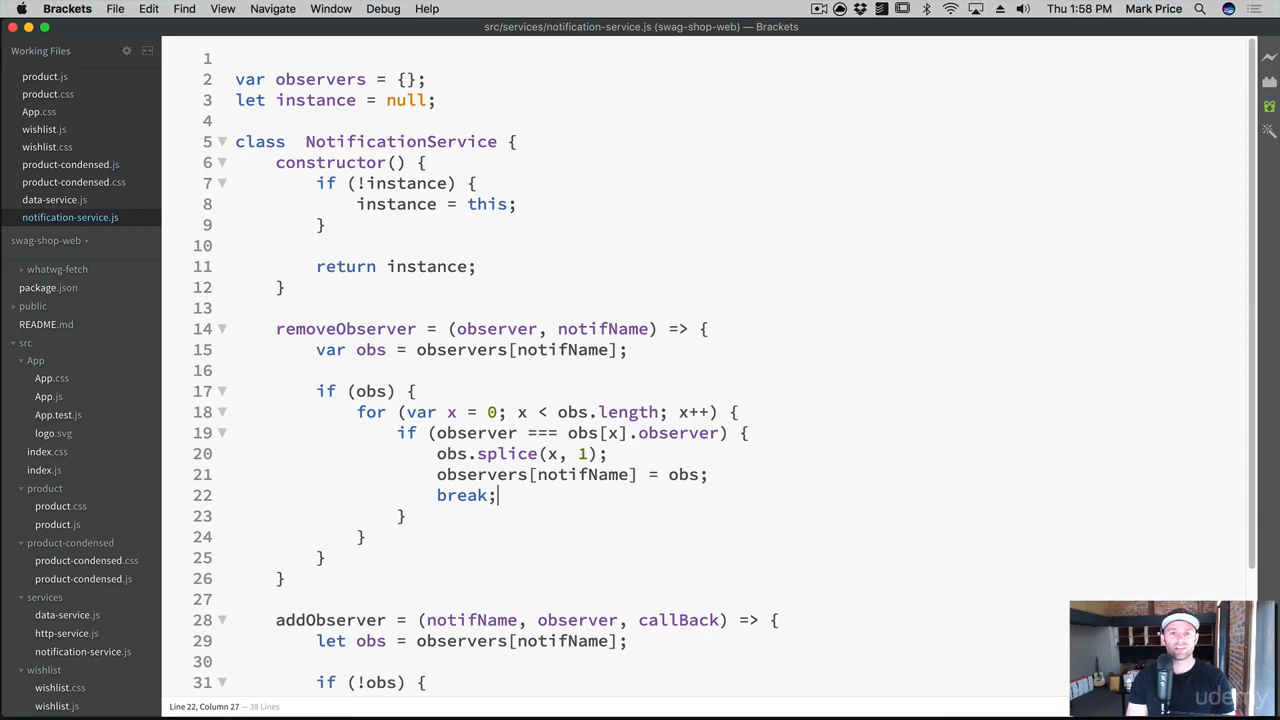 Brackets File Edit Find View Navigate Window Debug Help Thu 1:58 PM Mark Price
src/services/notification-service.js (swag-shop-web) — Brackets
Working Files
product.js
product.css
App.css
wishlist.js
wishlist.css
product-condensed.js
product-condensed.css
data-service.js
notification-service.js
swag-shop-web
whatwg-fetch
package.json
public
README.md
src
App
App.css
App.js
App.test.js
logo.svg
index.css
index.js
product
product.css
product.js
product-condensed
product-condensed.css
product-condensed.js
services
data-service.js
http-service.js
notification-service.js
wishlist
wishlist.css
wishlist.js
1
2 var observers = {};
3 let instance = null;
4
5 class  NotificationService {
6 constructor() {
7 if (!instance) {
8 instance = this;
9 }
10
11 return instance;
12 }
13
14 removeObserver = (observer, notifName) => {
15 var obs = observers[notifName];
16
17 if (obs) {
18 for (var x = 0; x < obs.length; x++) {
19 if (observer === obs[x].observer) {
20 obs.splice(x, 1);
21 observers[notifName] = obs;
22 break;
23 }
24 }
25 }
26 }
27
28 addObserver = (notifName, observer, callBack) => {
29 let obs = observers[notifName];
30
31 if (!obs) {
Line 22, Column 27 — 38 Lines
udemy